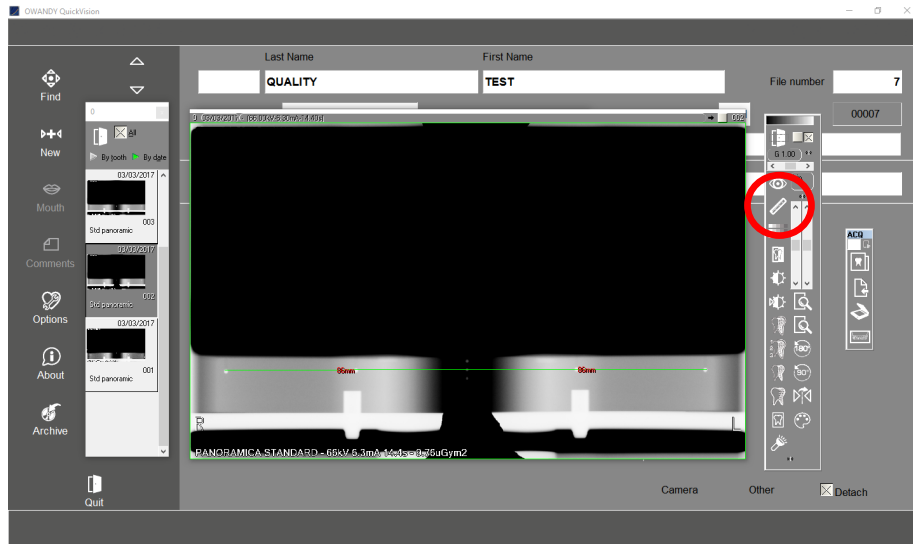 OWANDY QuickVision
Last Name
First Name
QUALITY
TEST
File number
7
00007
Find
New
Mouth
Comments
Options
About
Archive
Quit
0
All
By tooth
By date
03/03/2017
003
Std panoramic
03/03/2017
002
Std panoramic
03/03/2017
001
Std panoramic
002
86mm
86mm
R
L
PANORAMICA STANDARD - 65kV 5.3mA 14.4s
G 1.00
180°
90°
ACQ
Camera
Other
Detach